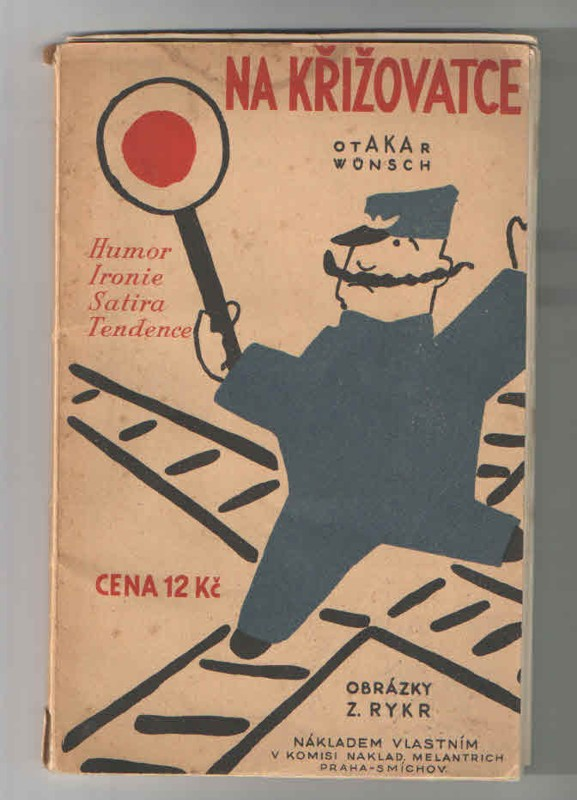 NA KŘIŽOVATCE
OTAKAR
WÜNSCH
Humor
Ironie
Satira
Tendence
CENA 12 Kč
OBRÁZKY
Z. RYKR
NÁKLADEM VLASTNÍM
V KOMISI NAKLAD. MELANTRICH
PRAHA-SMÍCHOV.